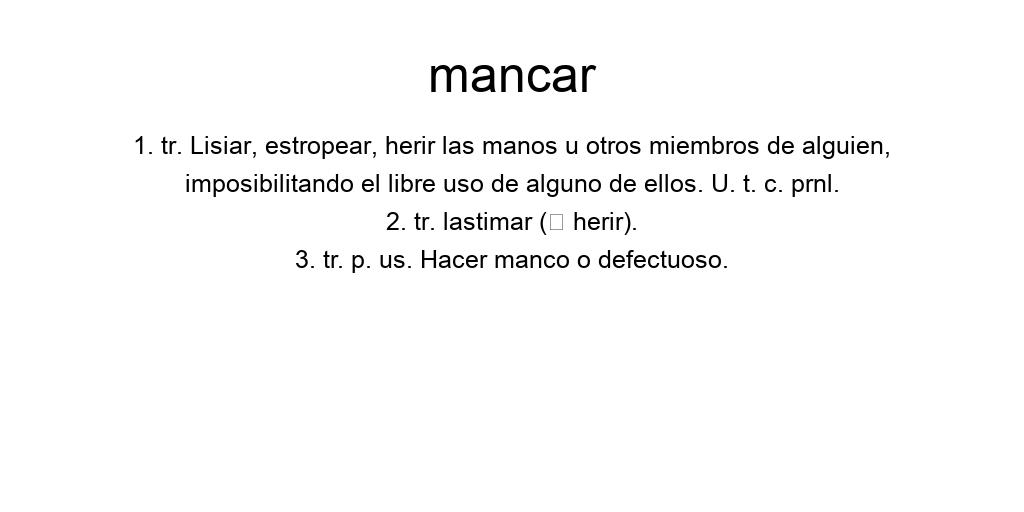 mancar
1. tr. Lisiar, estropear, herir las manos u otros miembros de alguien,
imposibilitando el libre uso de alguno de ellos. U. t. c. prnl.
2. tr. lastimar (□ herir).
3. tr. p. us. Hacer manco o defectuoso.